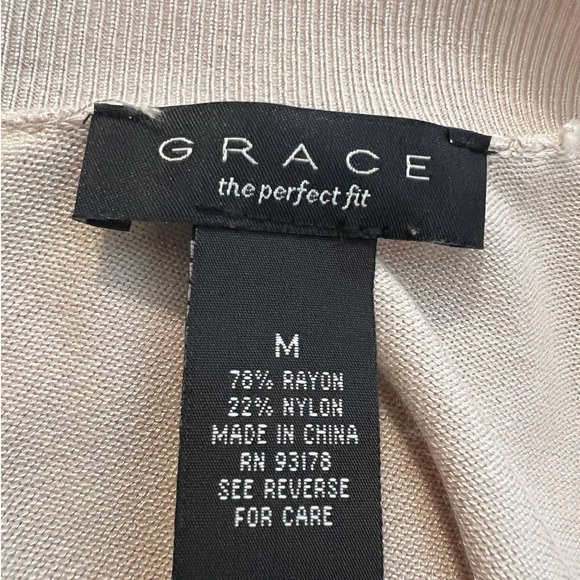 GRACE
the perfect fit
M
78% RAYON
22% NYLON
MADE IN CHINA
RN 93178
SEE REVERSE
FOR CARE